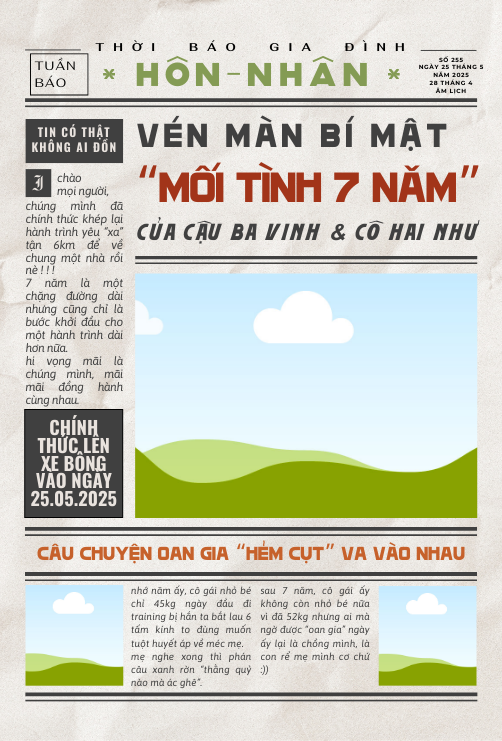 THỜI BÁO GIA ĐÌNH
TUẦN
BÁO
* HÔN-NHÂN *
SỐ 255
NGÀY 25 THÁNG 5
NĂM 2025
28 THÁNG 4
ÂM LỊCH
TIN CÓ THẬT
KHÔNG AI ĐỒN
VÉN MÀN BÍ MẬT
“MỐI TÌNH 7 NĂM”
CỦA CẬU BA VINH & CÔ HAI NHƯ
J chào
mọi người,
chúng mình đã
chính thức khép lại
hành trình yêu “xa”
tận 6km để về
chung một nhà rồi
nè ! ! !
7 năm là một
chặng đường dài
nhưng cũng chỉ là
bước khởi đầu cho
một hành trình dài
hơn nữa.
hi vọng mãi là
chúng mình, mãi
mãi đồng hành
cùng nhau.
CHÍNH
THỨC LÊN
XE BÔNG
VÀO NGÀY
25.05.2025
CÂU CHUYỆN OAN GIA “HẺM CỤT” VA VÀO NHAU
nhớ năm ấy, cô gái nhỏ bé
chỉ 45kg ngày đầu đi
training bị hắn ta bắt lau 6
tấm kính to đùng muốn
tuột huyết áp về méc mẹ.
mẹ nghe xong thì phán
câu xanh rờn “thằng quỷ
nào mà ác ghê”.
sau 7 năm, cô gái ấy
không còn nhỏ bé nữa
vì đã 52kg nhưng ai mà
ngờ được “oan gia” ngày
ấy lại là chồng mình, là
con rể mẹ mình cơ chứ
:))